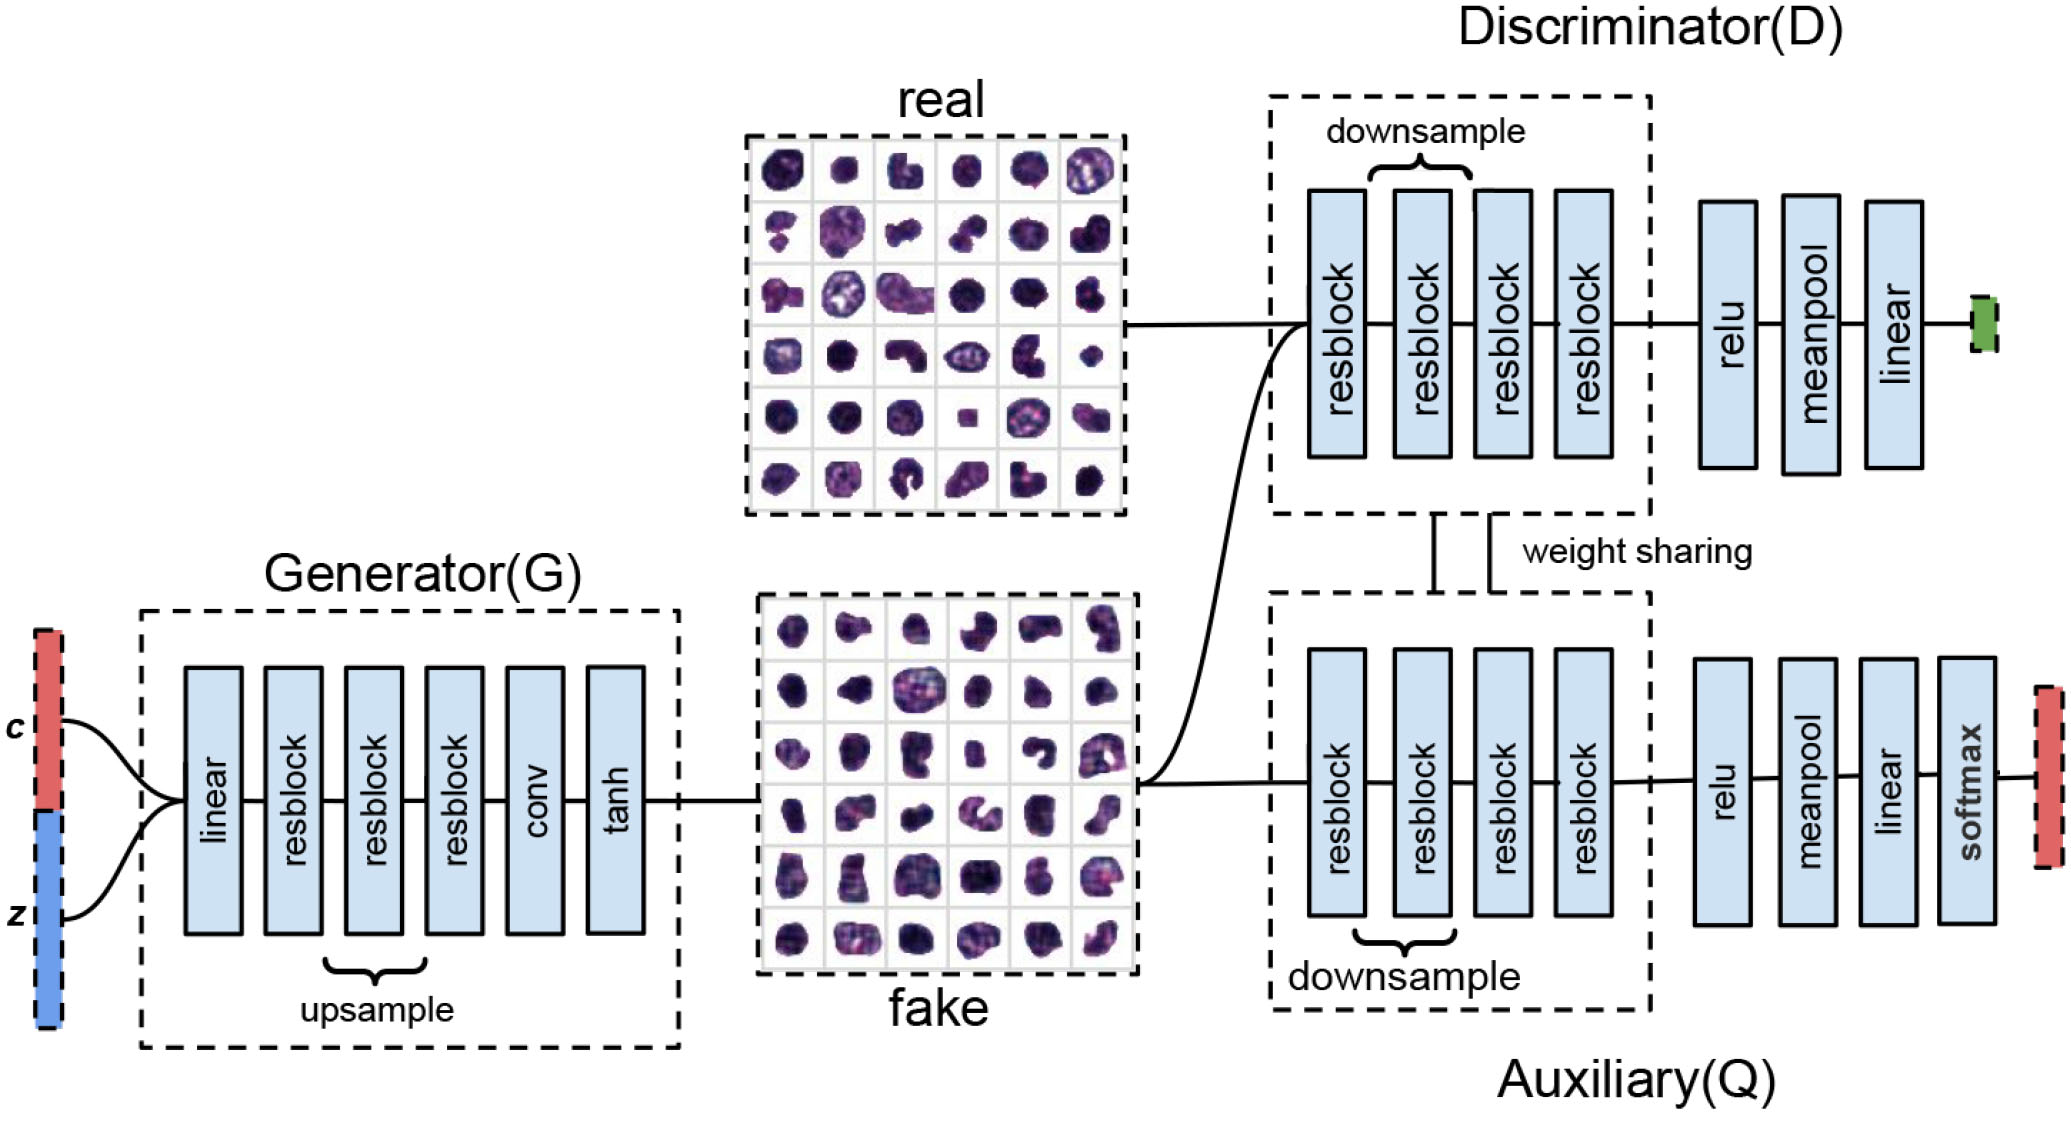 Discriminator(D)
real
downsample
resblock
resblock
resblock
resblock
relu
meanpool
linear
weight sharing
Generator(G)
c
z
linear
resblock
resblock
resblock
conv
tanh
upsample
fake
resblock
resblock
resblock
resblock
relu
meanpool
linear
softmax
downsample
Auxiliary(Q)